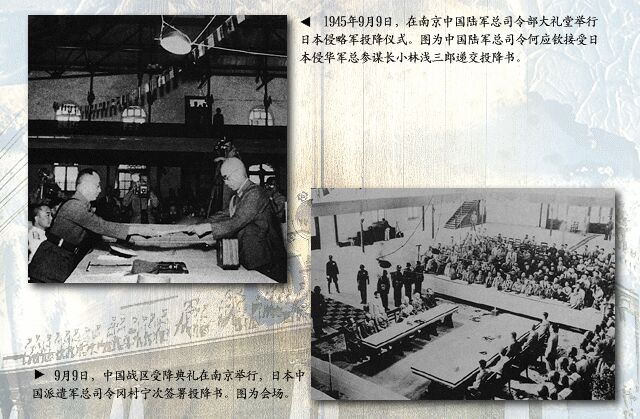 ◀ 1945年9月9日，在南京中国陆军总司令部大礼堂举行
日本侵略军投降仪式。图为中国陆军总司令何应钦接受日
本侵华军总参谋长小林浅三郎递交投降书。
▶ 9月9日，中国战区受降典礼在南京举行，日本中
国派遣军总司令冈村宁次签署投降书。图为会场。